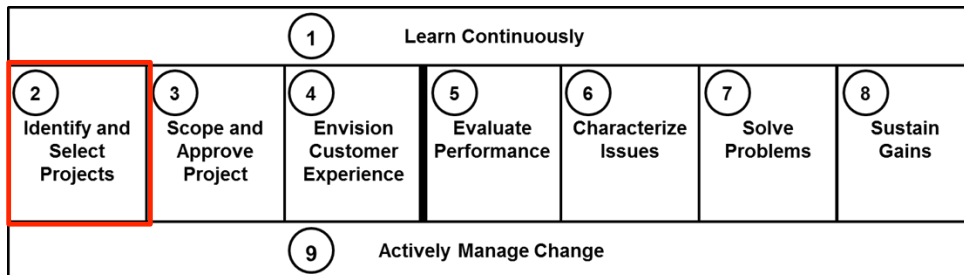 1 Learn Continuously
2
Identify and
Select
Projects
3
Scope and
Approve
Project
4
Envision
Customer
Experience
5
Evaluate
Performance
6
Characterize
Issues
7
Solve
Problems
8
Sustain
Gains
9 Actively Manage Change